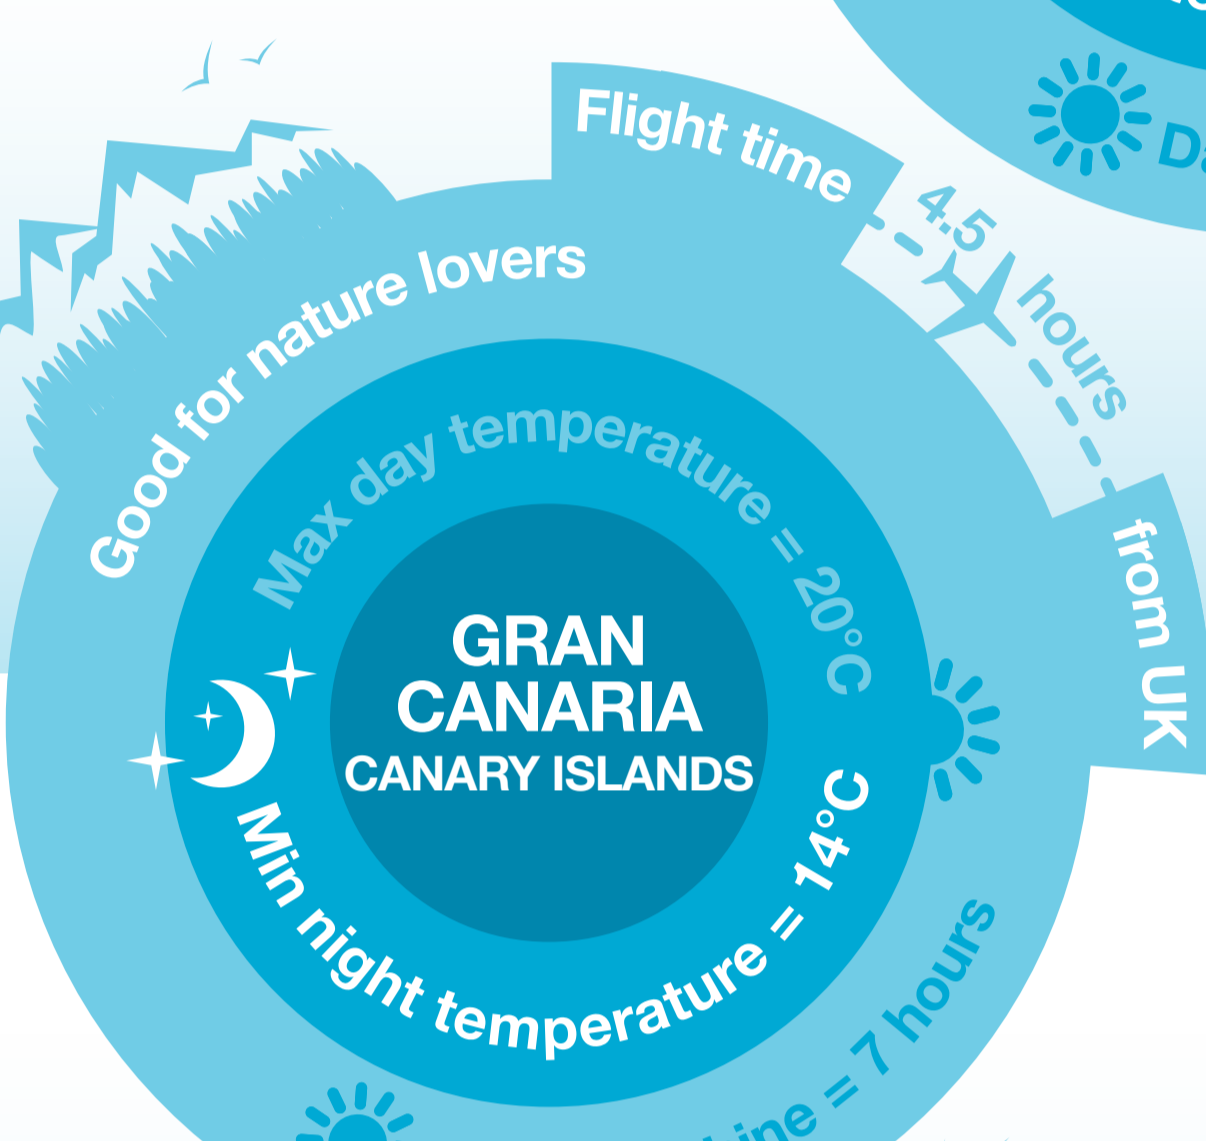 Flight time
4.5 hours
from UK
Good for nature lovers
Max day temperature = 20°C
GRAN
CANARIA
CANARY ISLANDS
Min night temperature = 14°C
= 7 hours